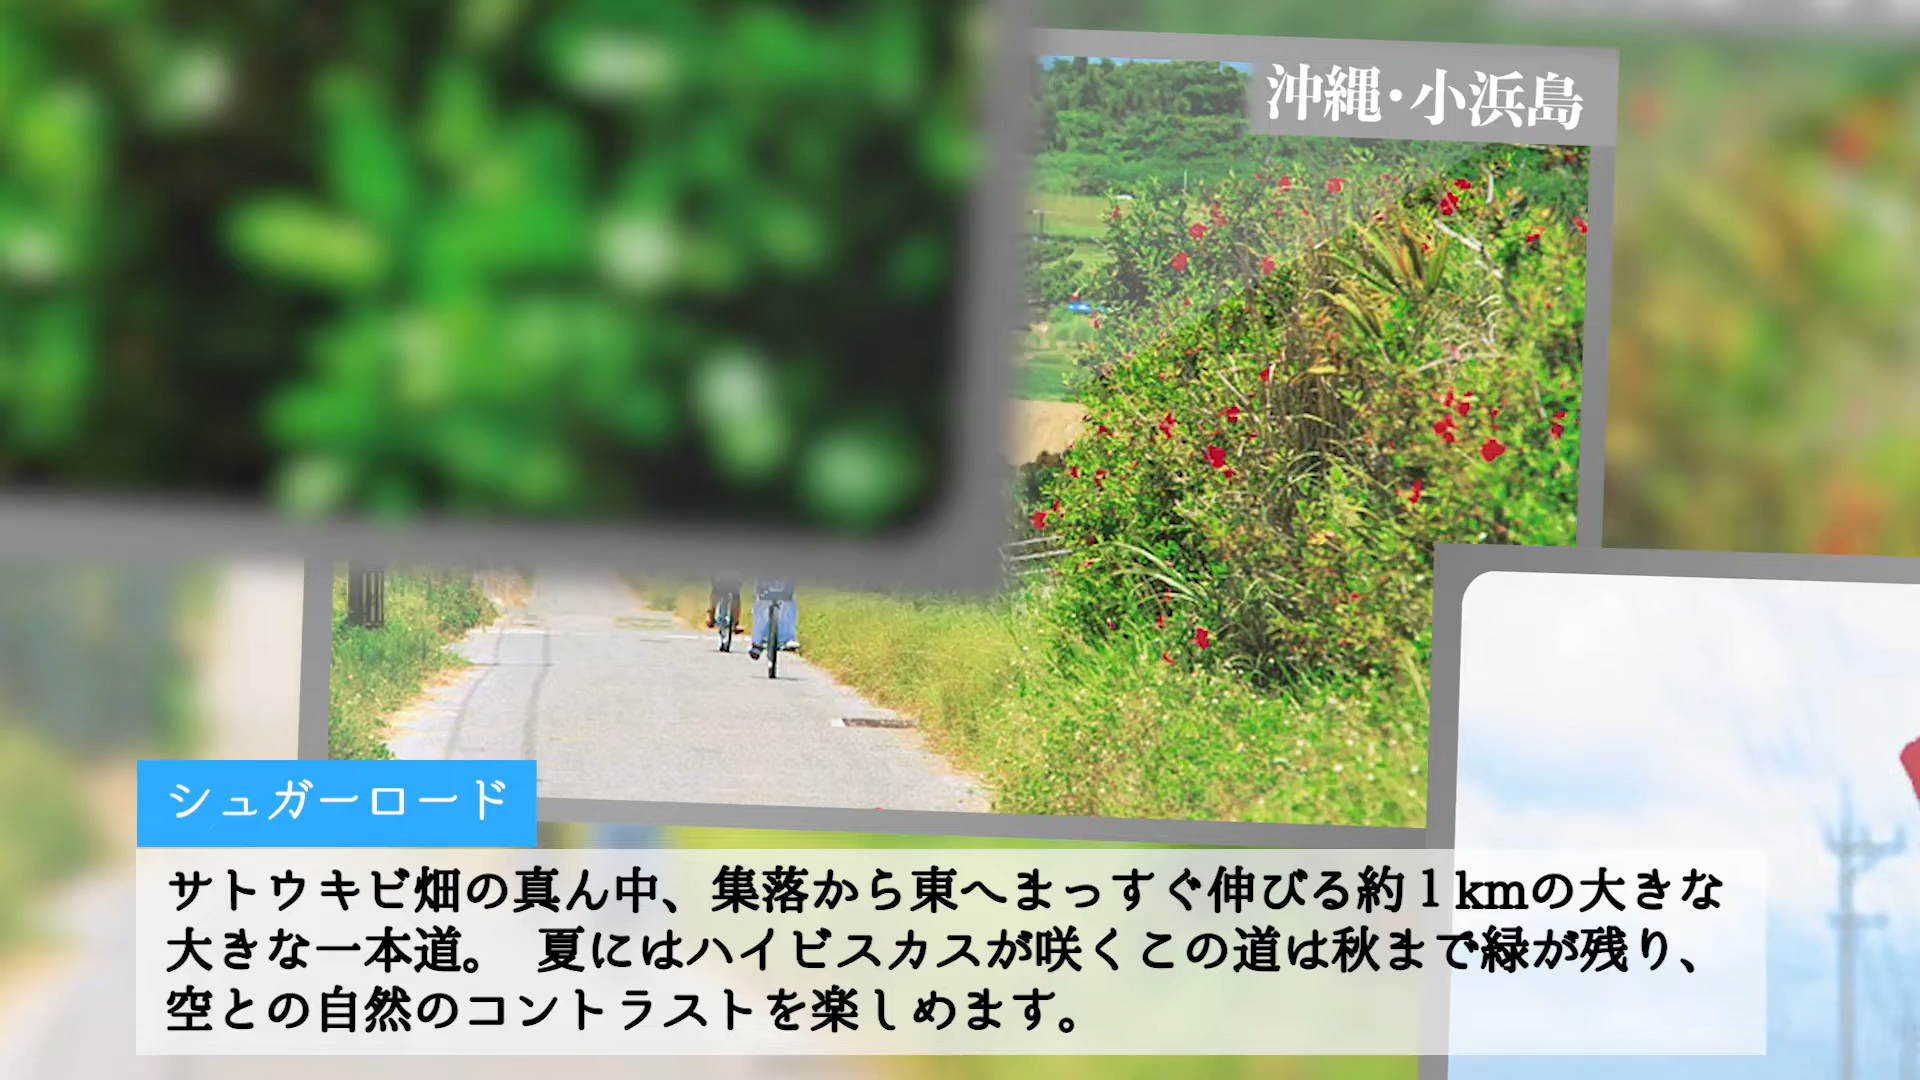 沖縄・小浜島
シュガーロード
サトウキビ畑の真ん中、集落から東へまっすぐ伸びる約１kmの大きな
大きな一本道。 夏にはハイビスカスが咲くこの道は秋まで緑が残り、
空との自然のコントラストを楽しめます。